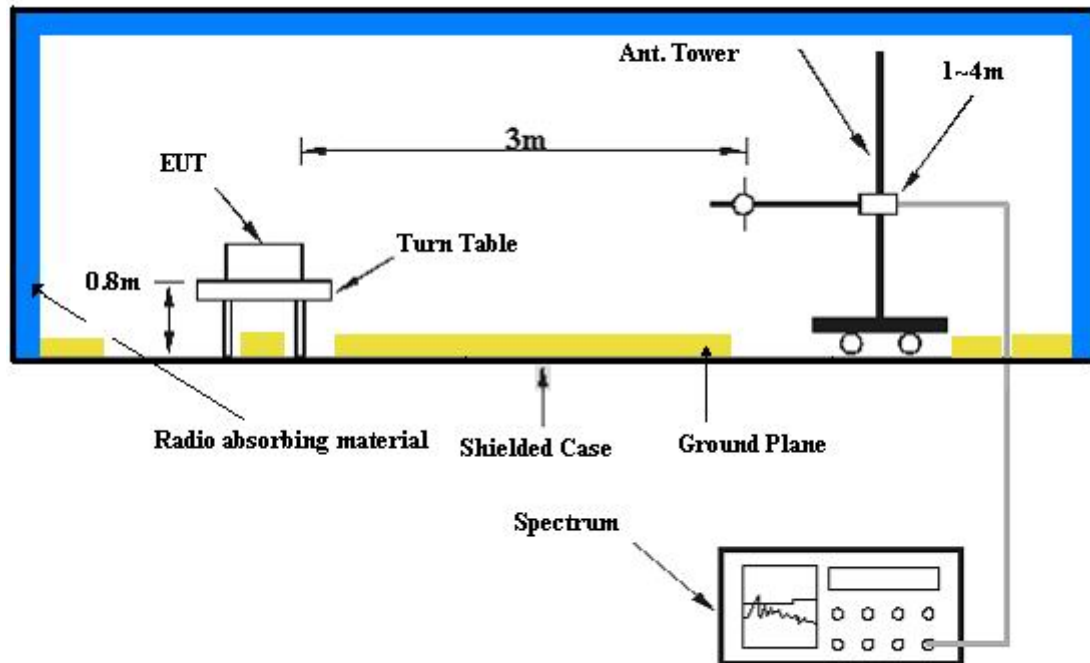 Ant. Tower
1~4m
3m
EUT
Turn Table
0.8m
Radio absorbing material
Shielded Case
Ground Plane
Spectrum